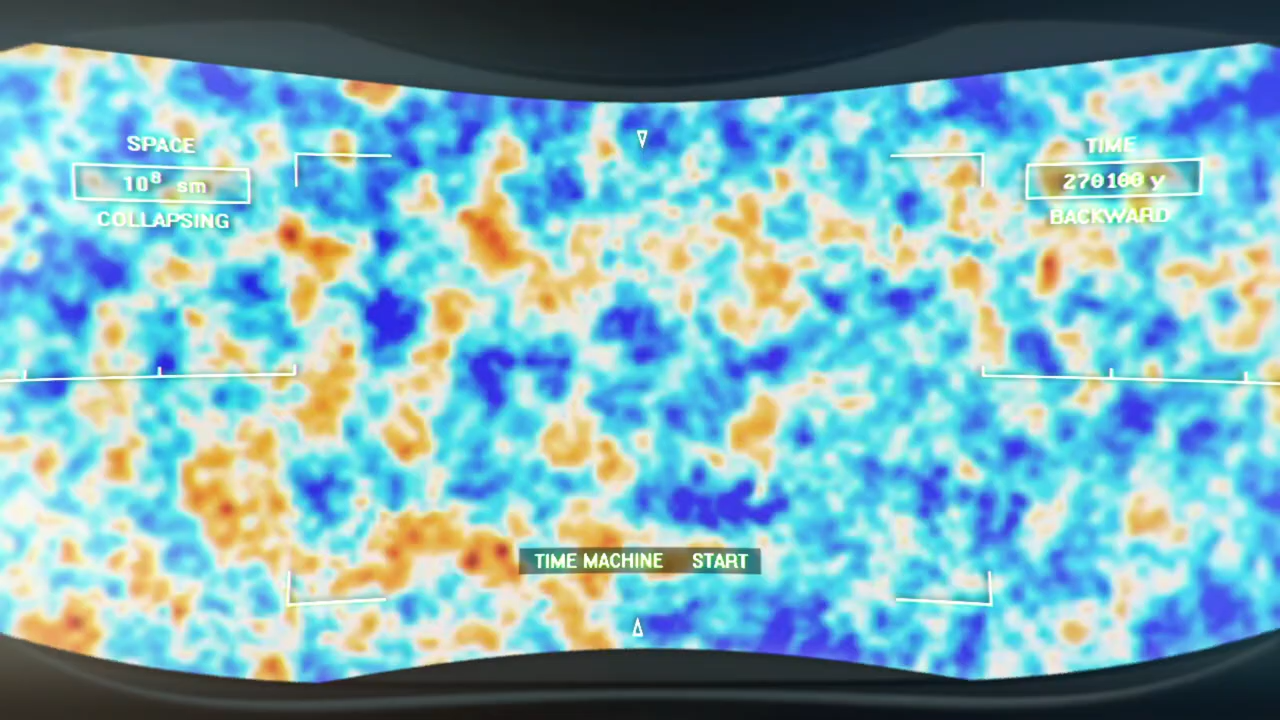 SPACE
10⁸ sm
COLLAPSING
TIME
270100 y
BACKWARD
TIME MACHINE START